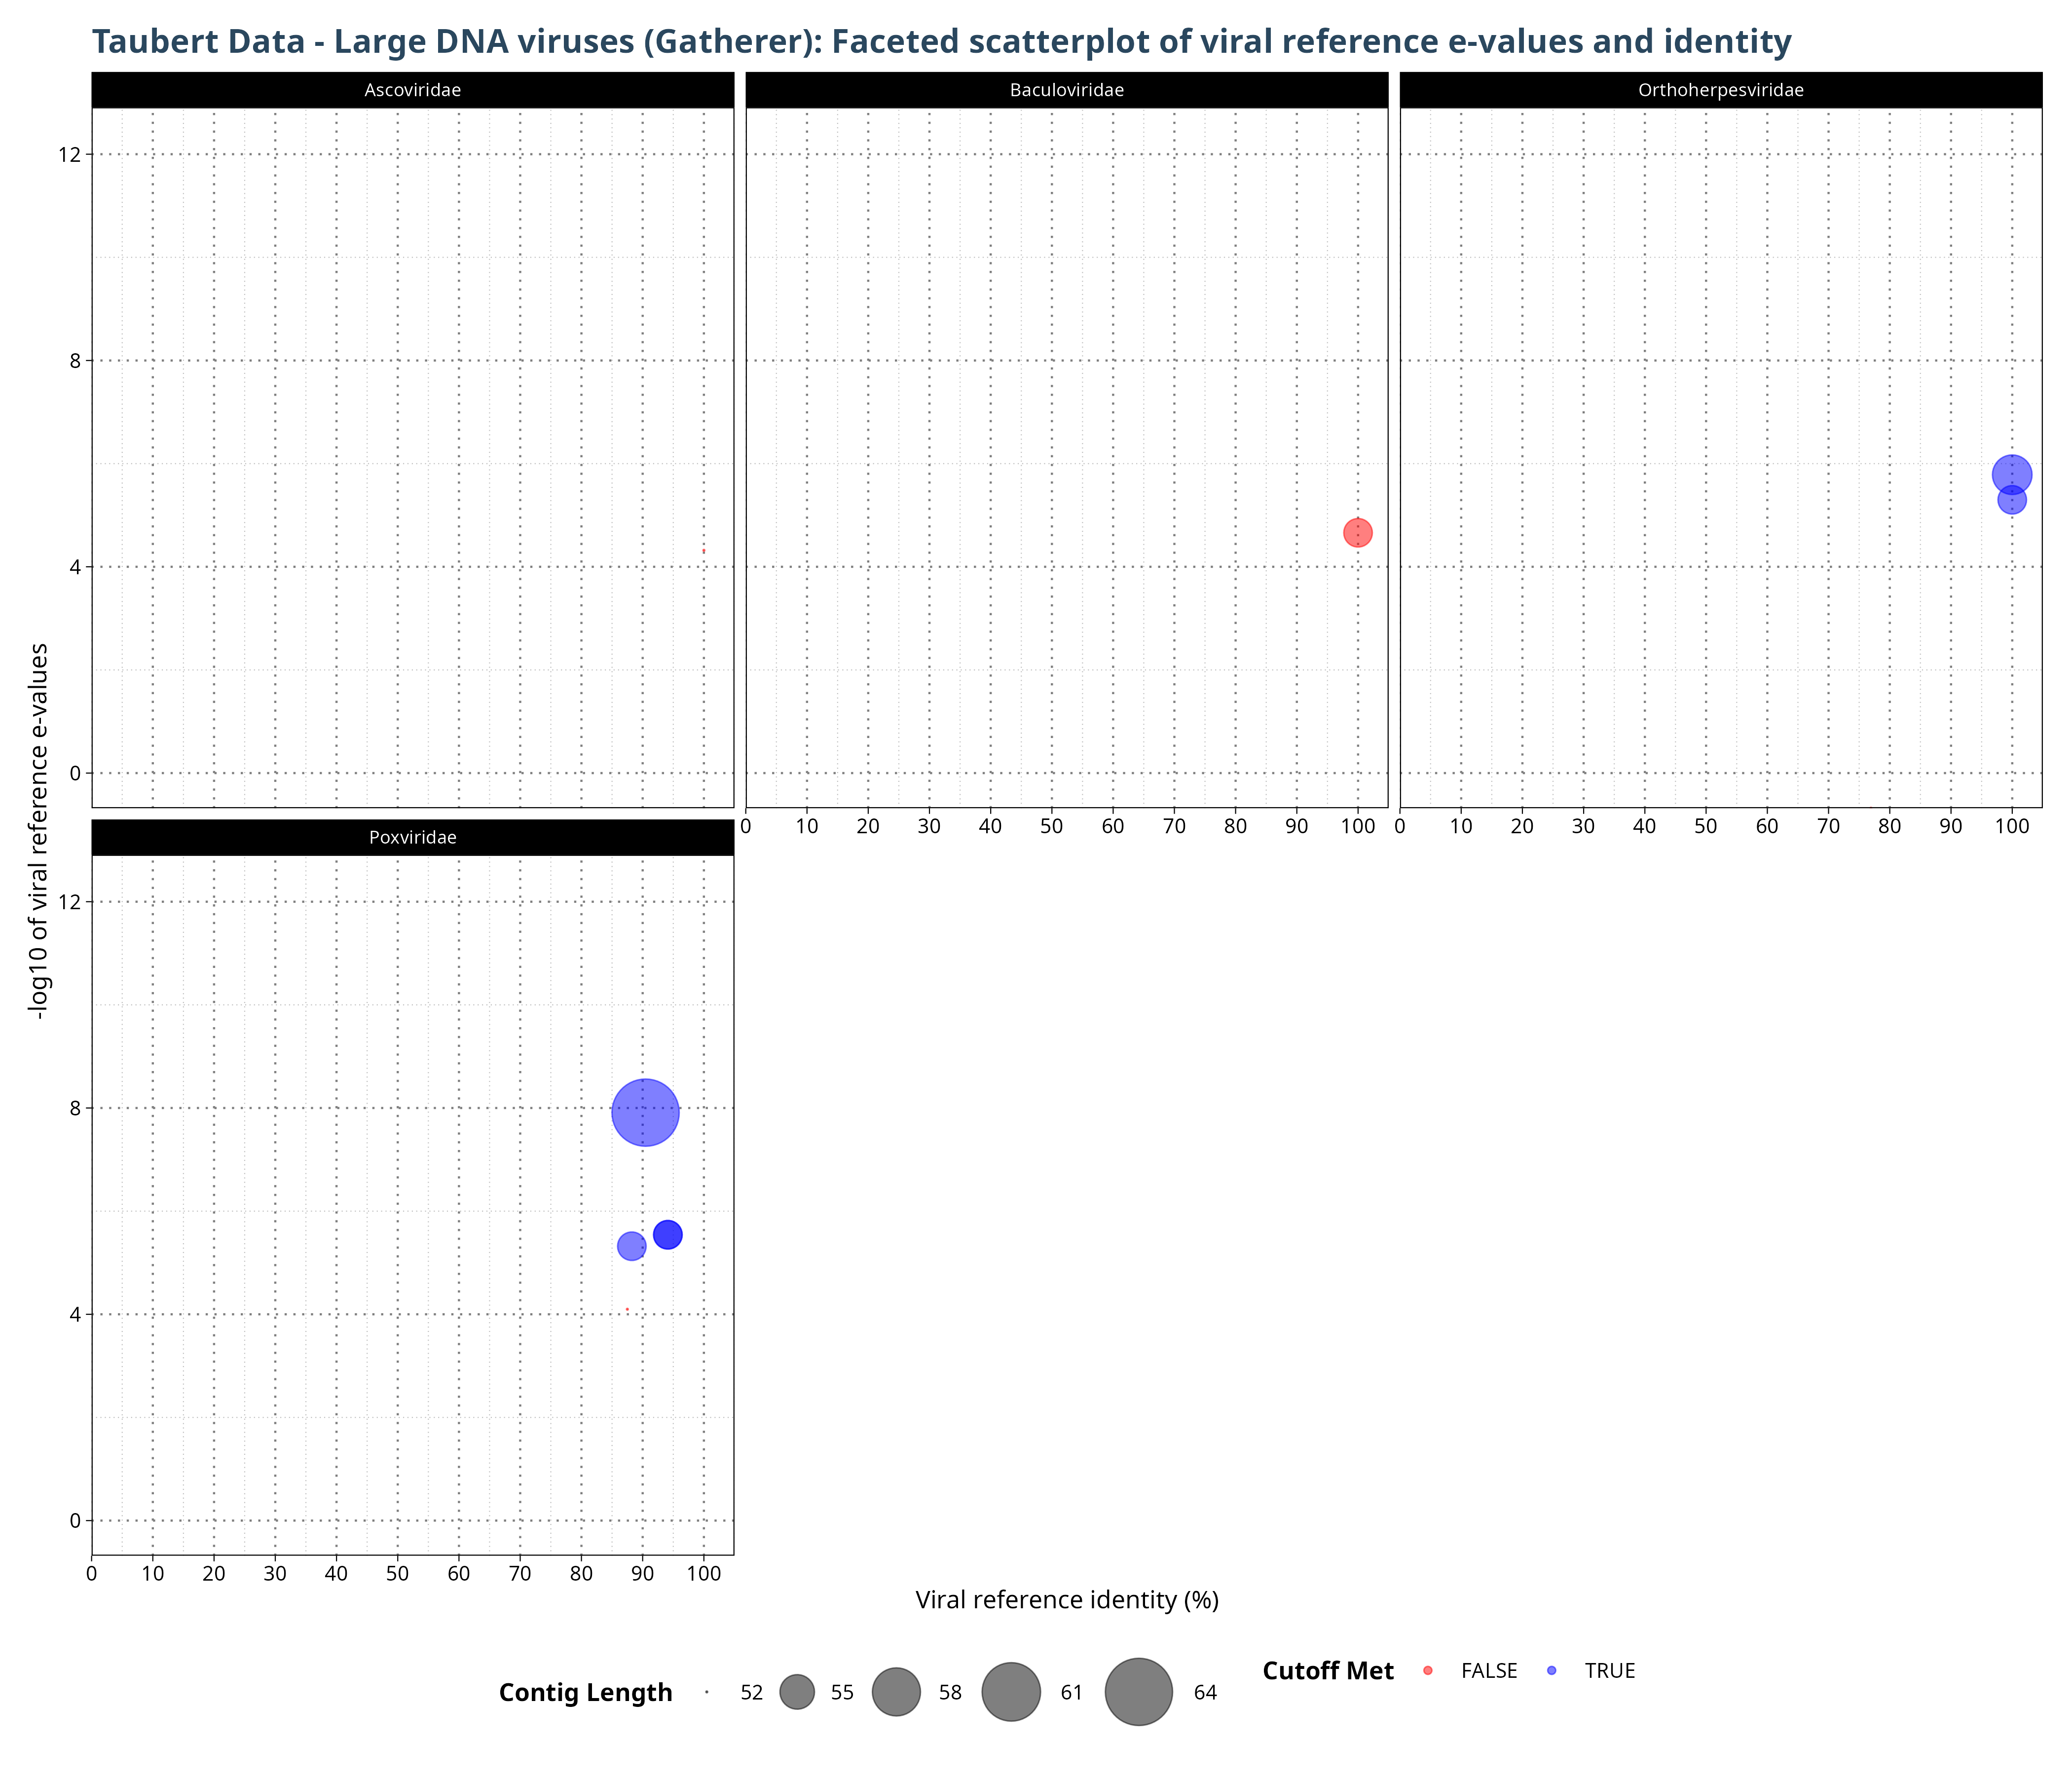 Taubert Data - Large DNA viruses (Gatherer): Faceted scatterplot of viral reference e-values and identity
Ascoviridae
Baculoviridae
Orthoherpesviridae
12
8
4
0
0 10 20 30 40 50 60 70 80 90 100
0 10 20 30 40 50 60 70 80 90 100
Poxviridae
12
8
4
0
0 10 20 30 40 50 60 70 80 90 100
-log10 of viral reference e-values
Viral reference identity (%)
Contig Length 52 55 58 61 64
Cutoff Met FALSE TRUE